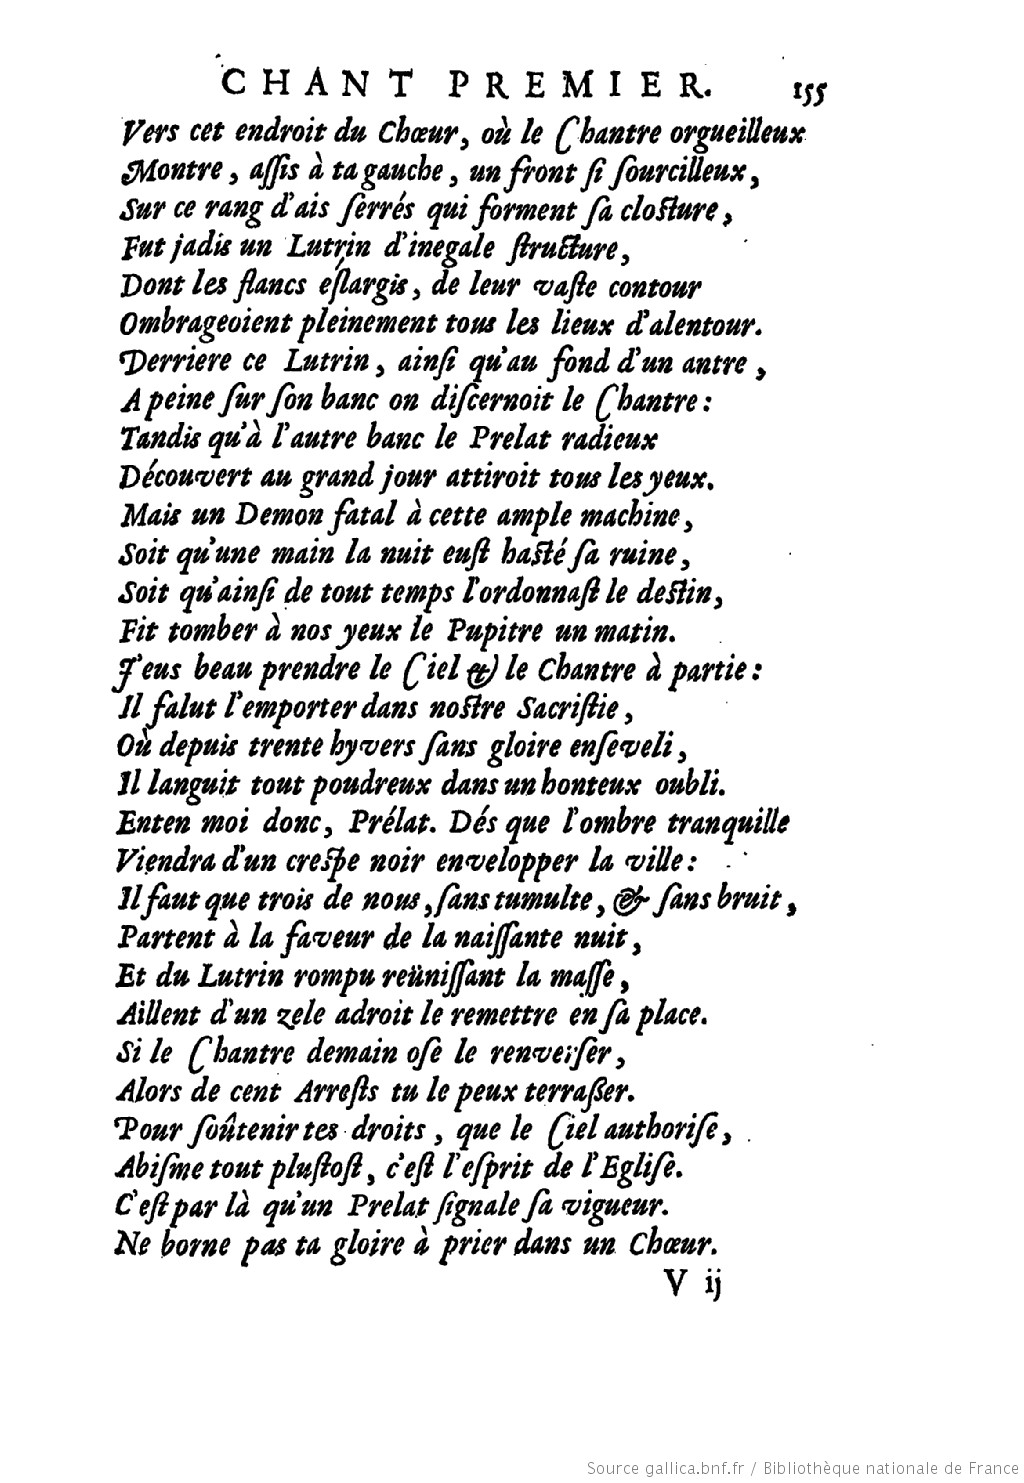 CHANT PREMIER. 155
Vers cet endroit du Chœur, où le Chantre orgueilleux
Montre, aſſis à ta gauche, un front ſi ſourcilleux,
Sur ce rang d'ais ſerrés qui forment ſa cloſture,
Fut jadis un Lutrin d'inegale ſtructure,
Dont les flancs eſlargis, de leur vaſte contour
Ombrageoient pleinement tous les lieux d'alentour.
Derriere ce Lutrin, ainſi qu'au fond d'un antre,
A peine ſur ſon banc on diſcernoit le Chantre:
Tandis qu'à l'autre banc le Prelat radieux
Découvert au grand jour attiroit tous les yeux.
Mais un Demon fatal à cette ample machine,
Soit qu'une main la nuit euſt haſté ſa ruine,
Soit qu'ainſi de tout temps l'ordonnaſt le deſtin,
Fit tomber à nos yeux le Pupitre un matin.
J'eus beau prendre le Ciel & le Chantre à partie:
Il falut l'emporter dans noſtre Sacriſtie,
Où depuis trente hyvers ſans gloire enſeveli,
Il languit tout poudreux dans un honteux oubli.
Enten moi donc, Prélat. Dés que l'ombre tranquille
Viendra d'un creſpe noir envelopper la ville:
Il faut que trois de nous, ſans tumulte, & ſans bruit,
Partent à la faveur de la naiſſante nuit,
Et du Lutrin rompu reüniſſant la maſſe,
Aillent d'un zele adroit le remettre en ſa place.
Si le Chantre demain oſe le renverſer,
Alors de cent Arreſts tu le peux terraßer.
Pour ſoûtenir tes droits, que le Ciel authoriſe,
Abiſme tout pluſtoſt, c'eſt l'eſprit de l'Egliſe.
C'eſt par là qu'un Prelat ſignale ſa vigueur.
Ne borne pas ta gloire à prier dans un Chœur.
V ij
Source gallica.bnf.fr / Bibliothèque nationale de France